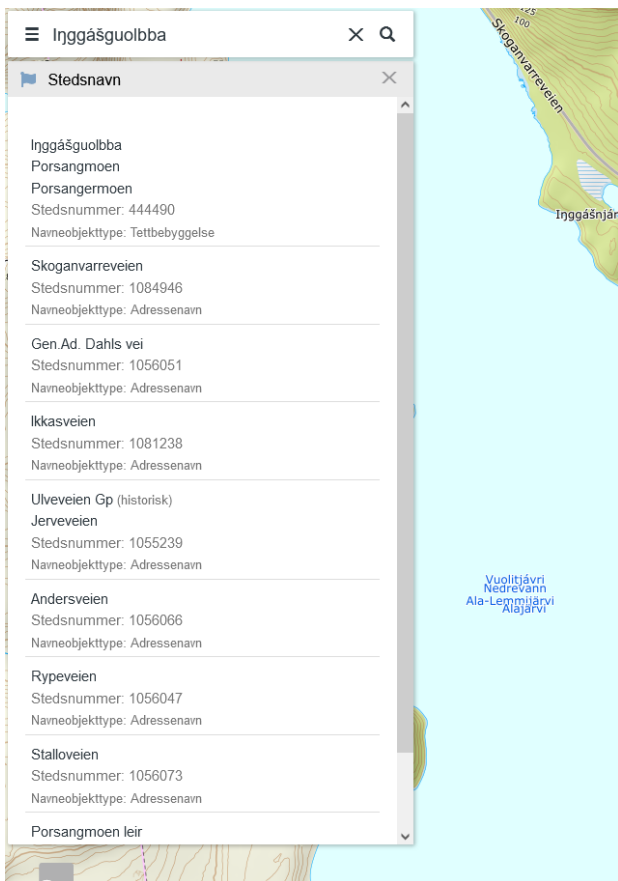 Iŋggášguolbba
Stedsnavn
Iŋggášguolbba
Porsangmoen
Porsangermoen
Stedsnummer: 444490
Navneobjekttype: Tettbebyggelse
Skoganvarreveien
Stedsnummer: 1084946
Navneobjekttype: Adressenavn
Gen.Ad. Dahls vei
Stedsnummer: 1056051
Navneobjekttype: Adressenavn
Ikkasveien
Stedsnummer: 1081238
Navneobjekttype: Adressenavn
Ulveveien Gp (historisk)
Jerveveien
Stedsnummer: 1055239
Navneobjekttype: Adressenavn
Andersveien
Stedsnummer: 1056066
Navneobjekttype: Adressenavn
Rypeveien
Stedsnummer: 1056047
Navneobjekttype: Adressenavn
Stalloveien
Stedsnummer: 1056073
Navneobjekttype: Adressenavn
Porsangmoen leir
125
100
Skoganvarreveien
Iŋggášnjár
Vuolitjávri
Nedrevann
Ala-Lemmijärvi
Alajärvi